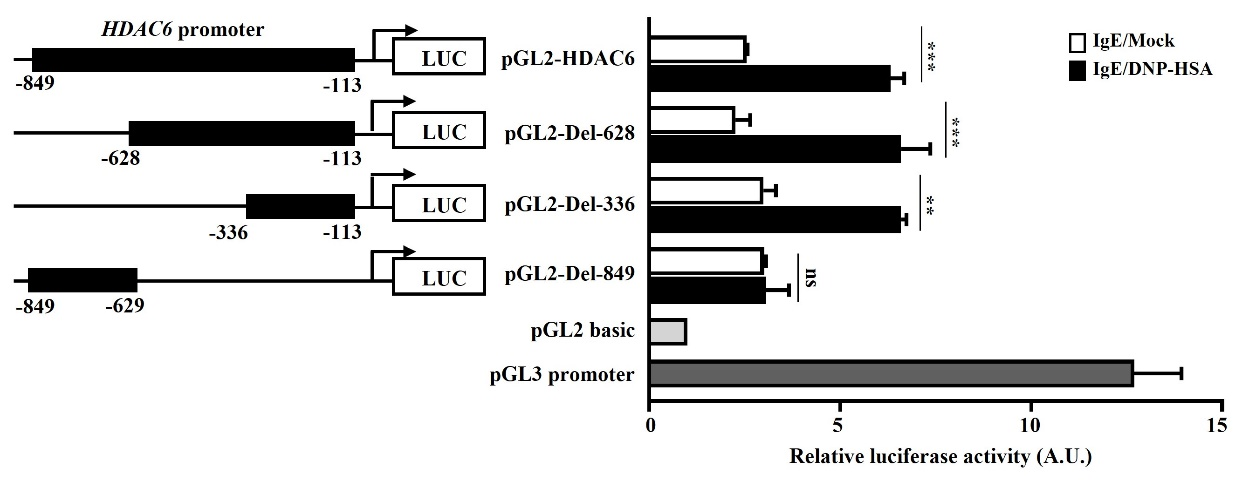 HDAC6 promoter
LUC
-849
-113
pGL2-HDAC6
***
IgE/Mock
IgE/DNP-HSA
LUC
-628
-113
pGL2-Del-628
***
LUC
-336
-113
pGL2-Del-336
**
LUC
-849
-629
pGL2-Del-849
ns
pGL2 basic
pGL3 promoter
0 5 10 15
Relative luciferase activity (A.U.)